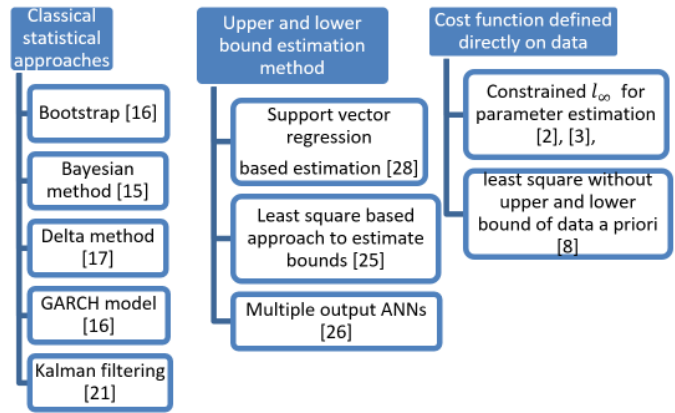 Classical
statistical
approaches
Bootstrap [16]
Bayesian
method [15]
Delta method
[17]
GARCH model
[16]
Kalman filtering
[21]
Upper and lower
bound estimation
method
Support vector
regression
based estimation [28]
Least square based
approach to estimate
bounds [25]
Multiple output ANNs
[26]
Cost function defined
directly on data
Constrained l∞ for
parameter estimation
[2], [3],
least square without
upper and lower
bound of data a priori
[8]